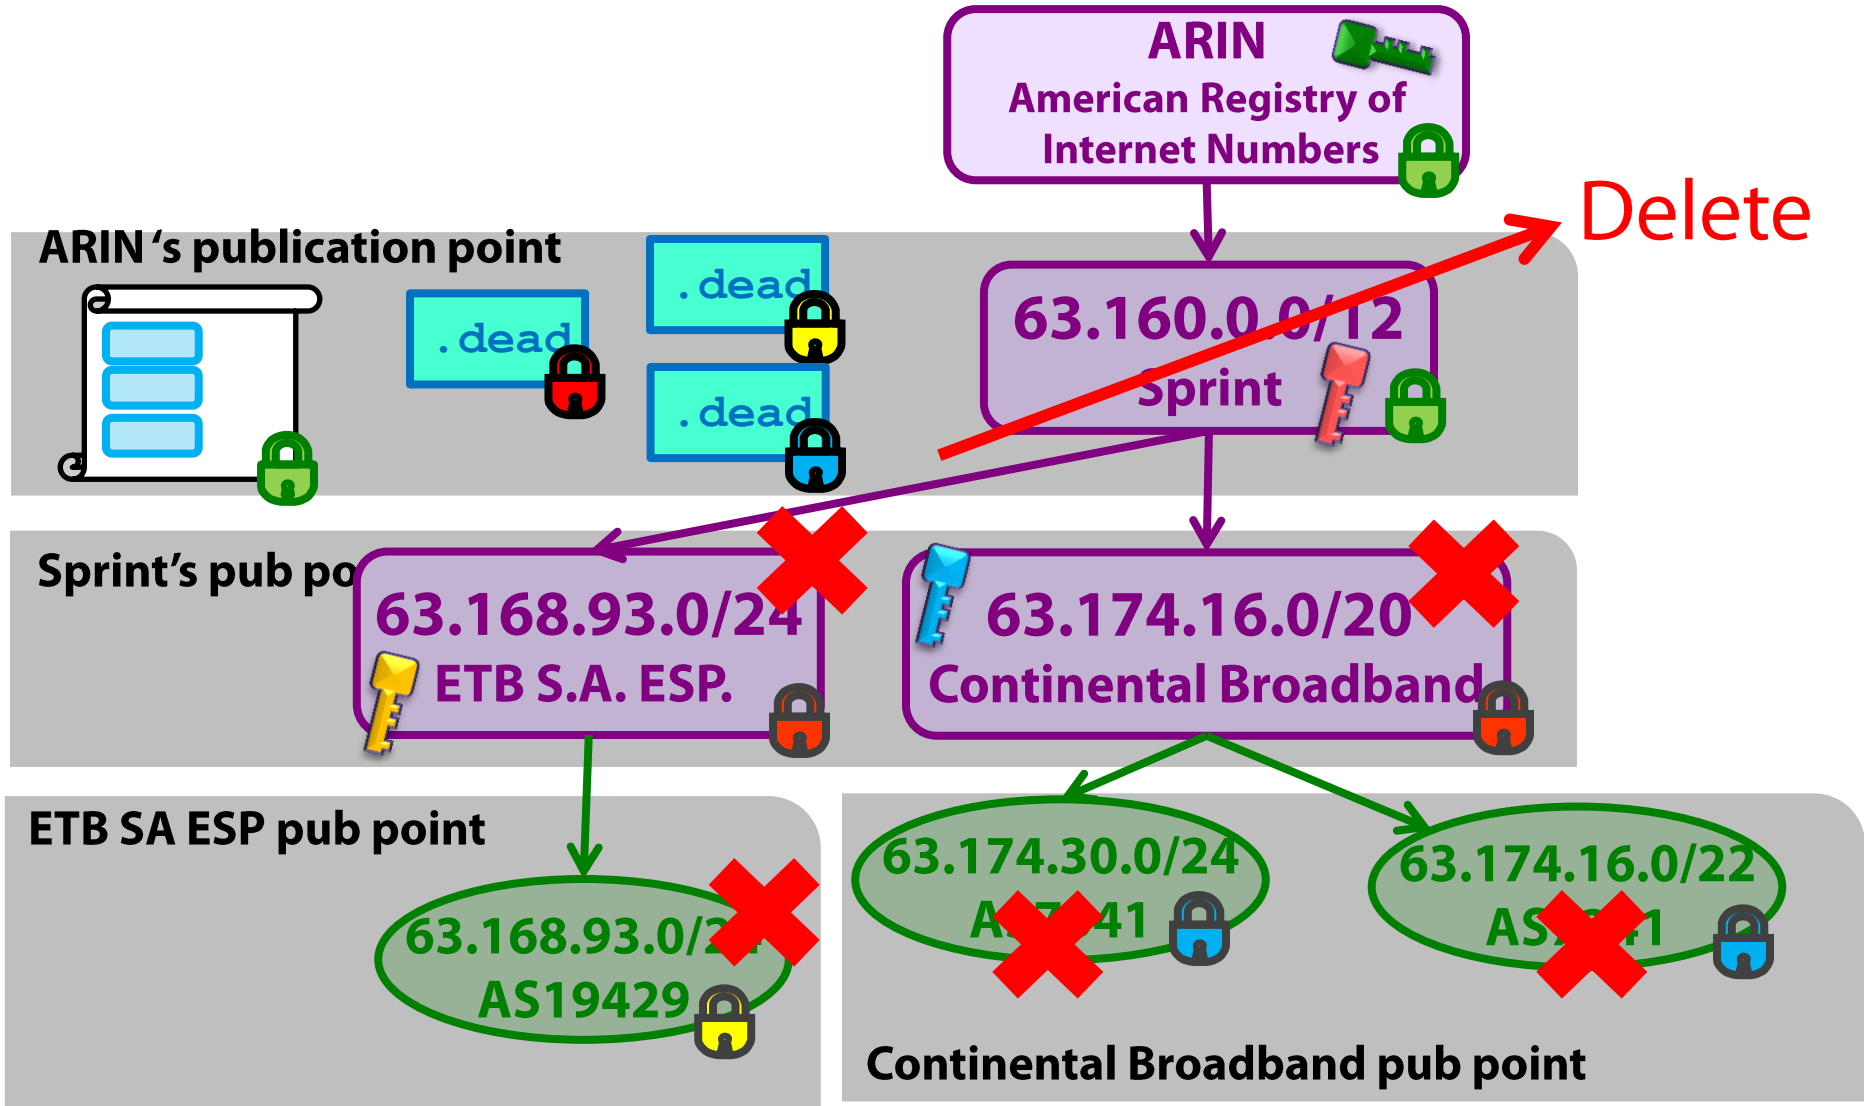 ARIN
American Registry of
Internet Numbers
Delete
ARIN ‘s publication point
.dead
.dead
.dead
63.160.0.0/12
Sprint
Sprint’s pub po
63.168.93.0/24
ETB S.A. ESP.
63.174.16.0/20
Continental Broadband
ETB SA ESP pub point
63.168.93.0/24
AS19429
63.174.30.0/24
63.174.16.0/22
Continental Broadband pub point